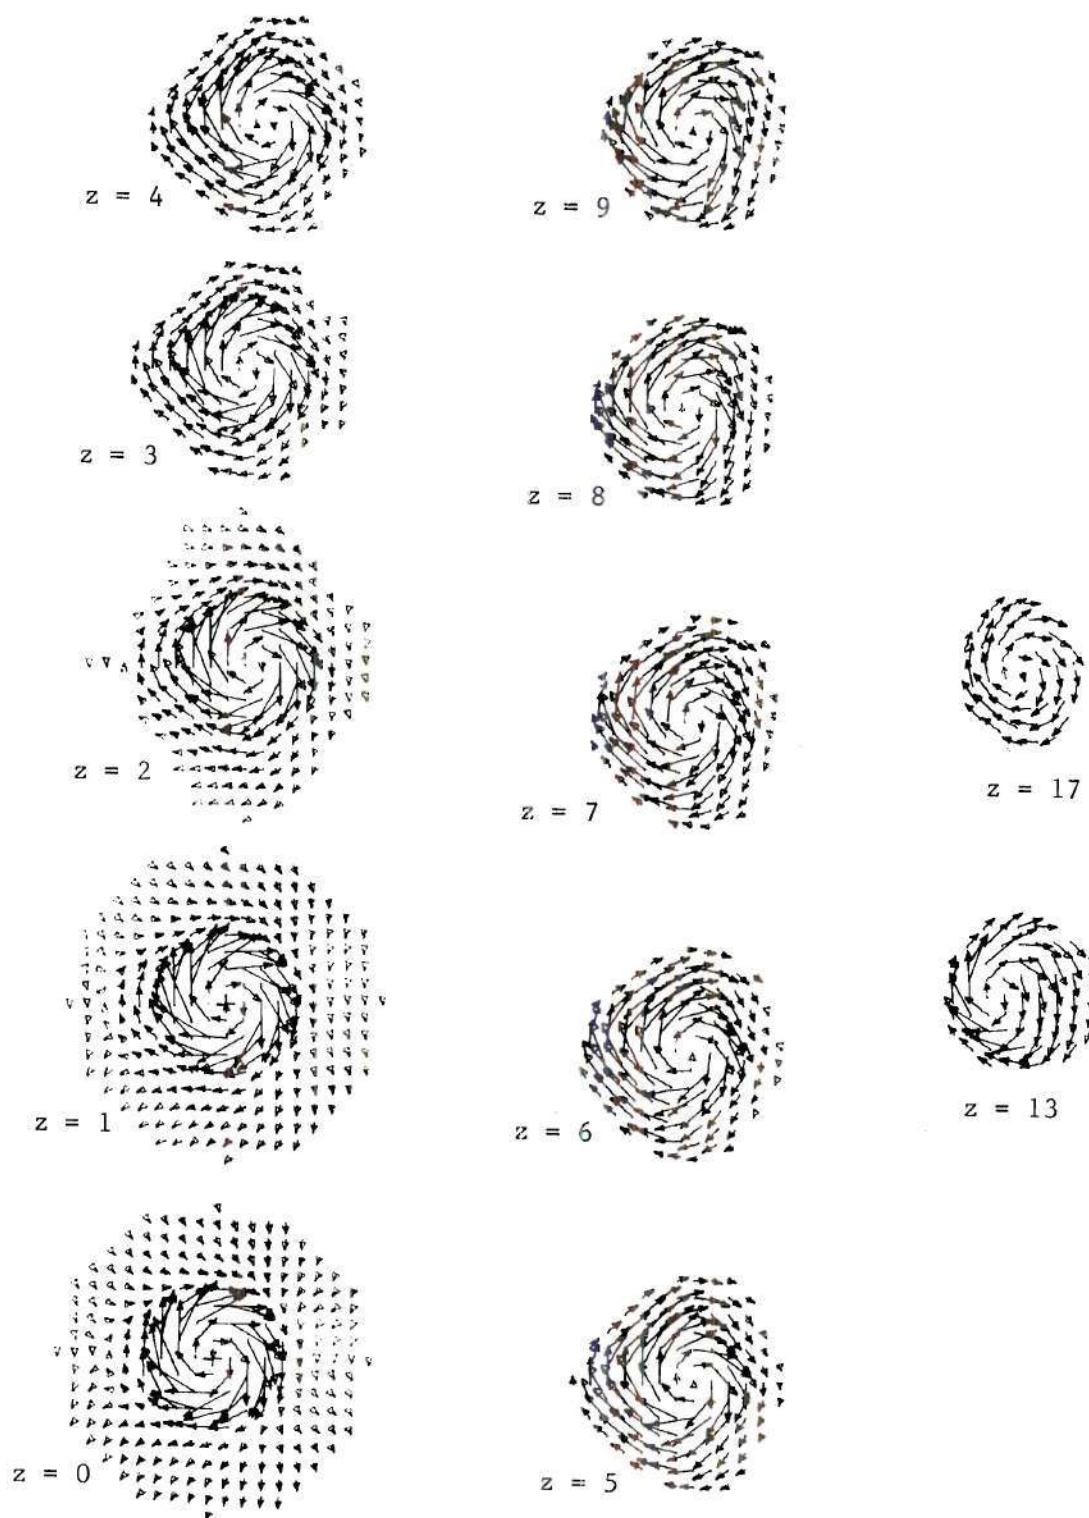 z = 4
z = 9
z = 3
z = 8
z = 2
z = 7
z = 17
z = 1
z = 6
z = 13
z = 0
z = 5